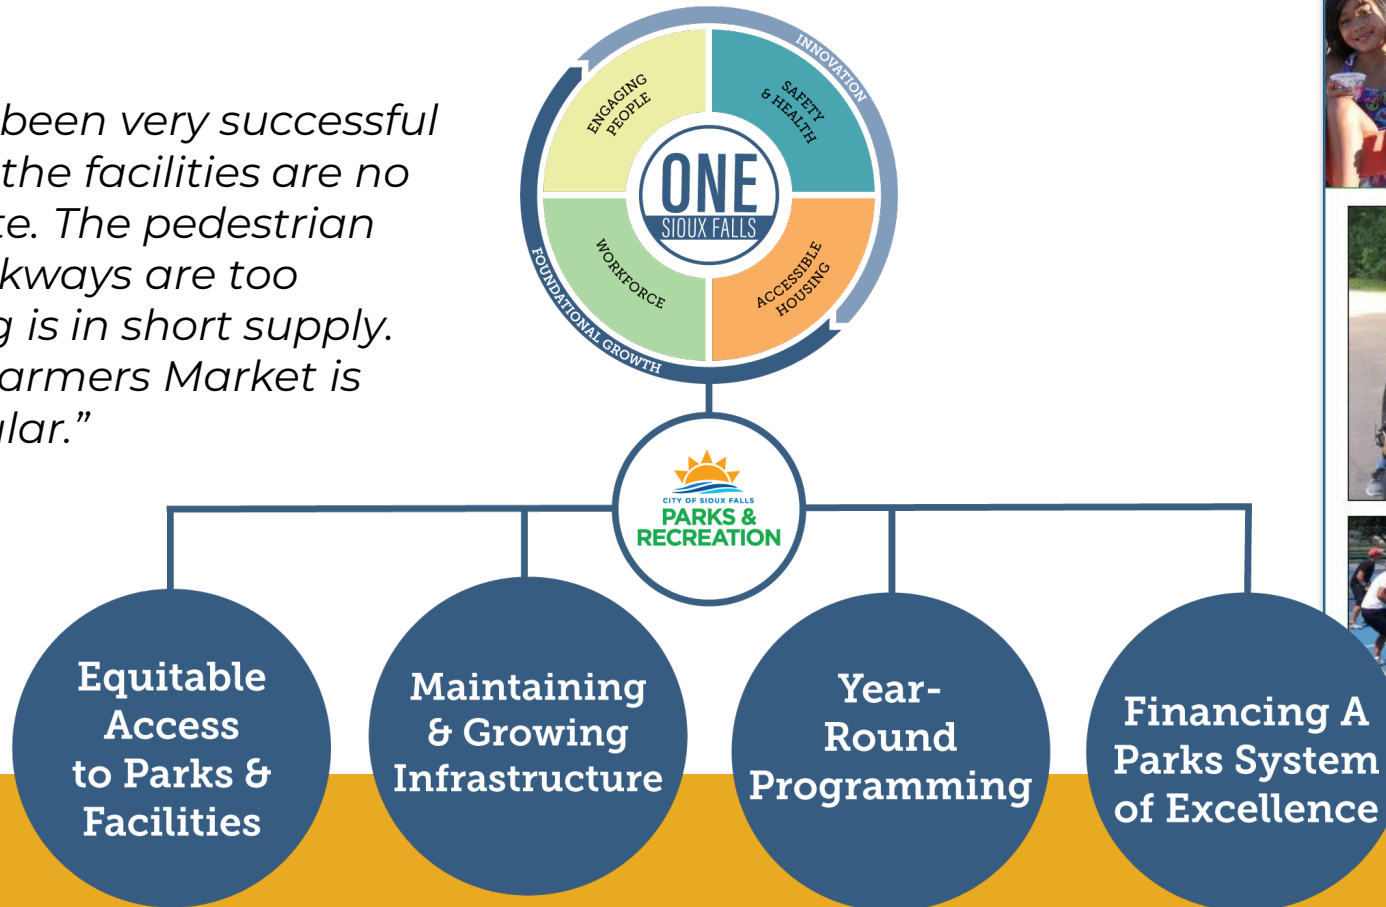 been very successful
the facilities are no
te. The pedestrian
kways are too
g is in short supply.
armers Market is
ular.”
INNOVATION
ENGAGING
PEOPLE
SAFETY
& HEALTH
ONE
SIOUX FALLS
WORKFORCE
ACCESSIBLE
HOUSING
FOUNDATIONAL GROWTH
CITY OF SIOUX FALLS
PARKS &
RECREATION
Equitable
Access
to Parks &
Facilities
Maintaining
& Growing
Infrastructure
Year-
Round
Programming
Financing A
Parks System
of Excellence